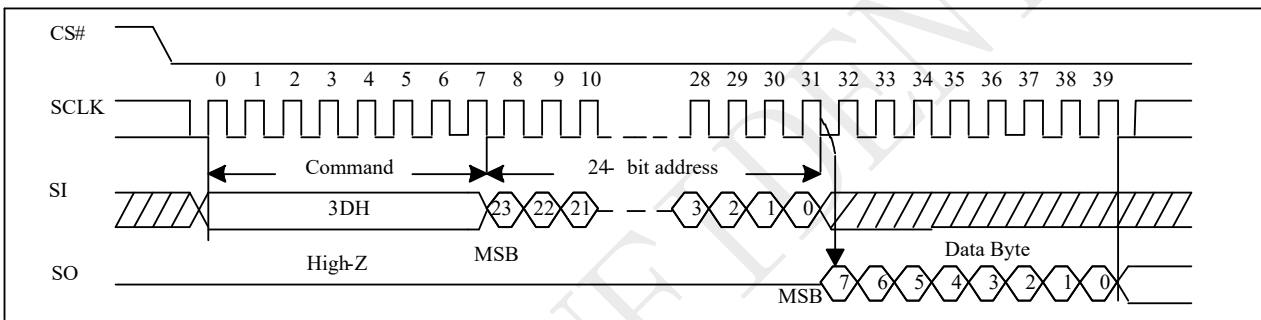 CS#
0 1 2 3 4 5 6 7 8 9 10 28 29 30 31 32 33 34 35 36 37 38 39
SCLK
Command 24- bit address
SI
3DH 23 22 21 3 2 1 0
High-Z MSB Data Byte
SO
MSB 7 6 5 4 3 2 1 0